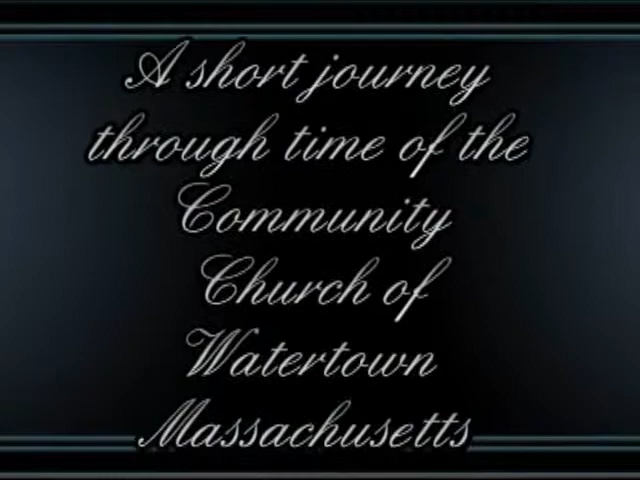 A short journey
through time of the
Community
Church of
Watertown
Massachusetts